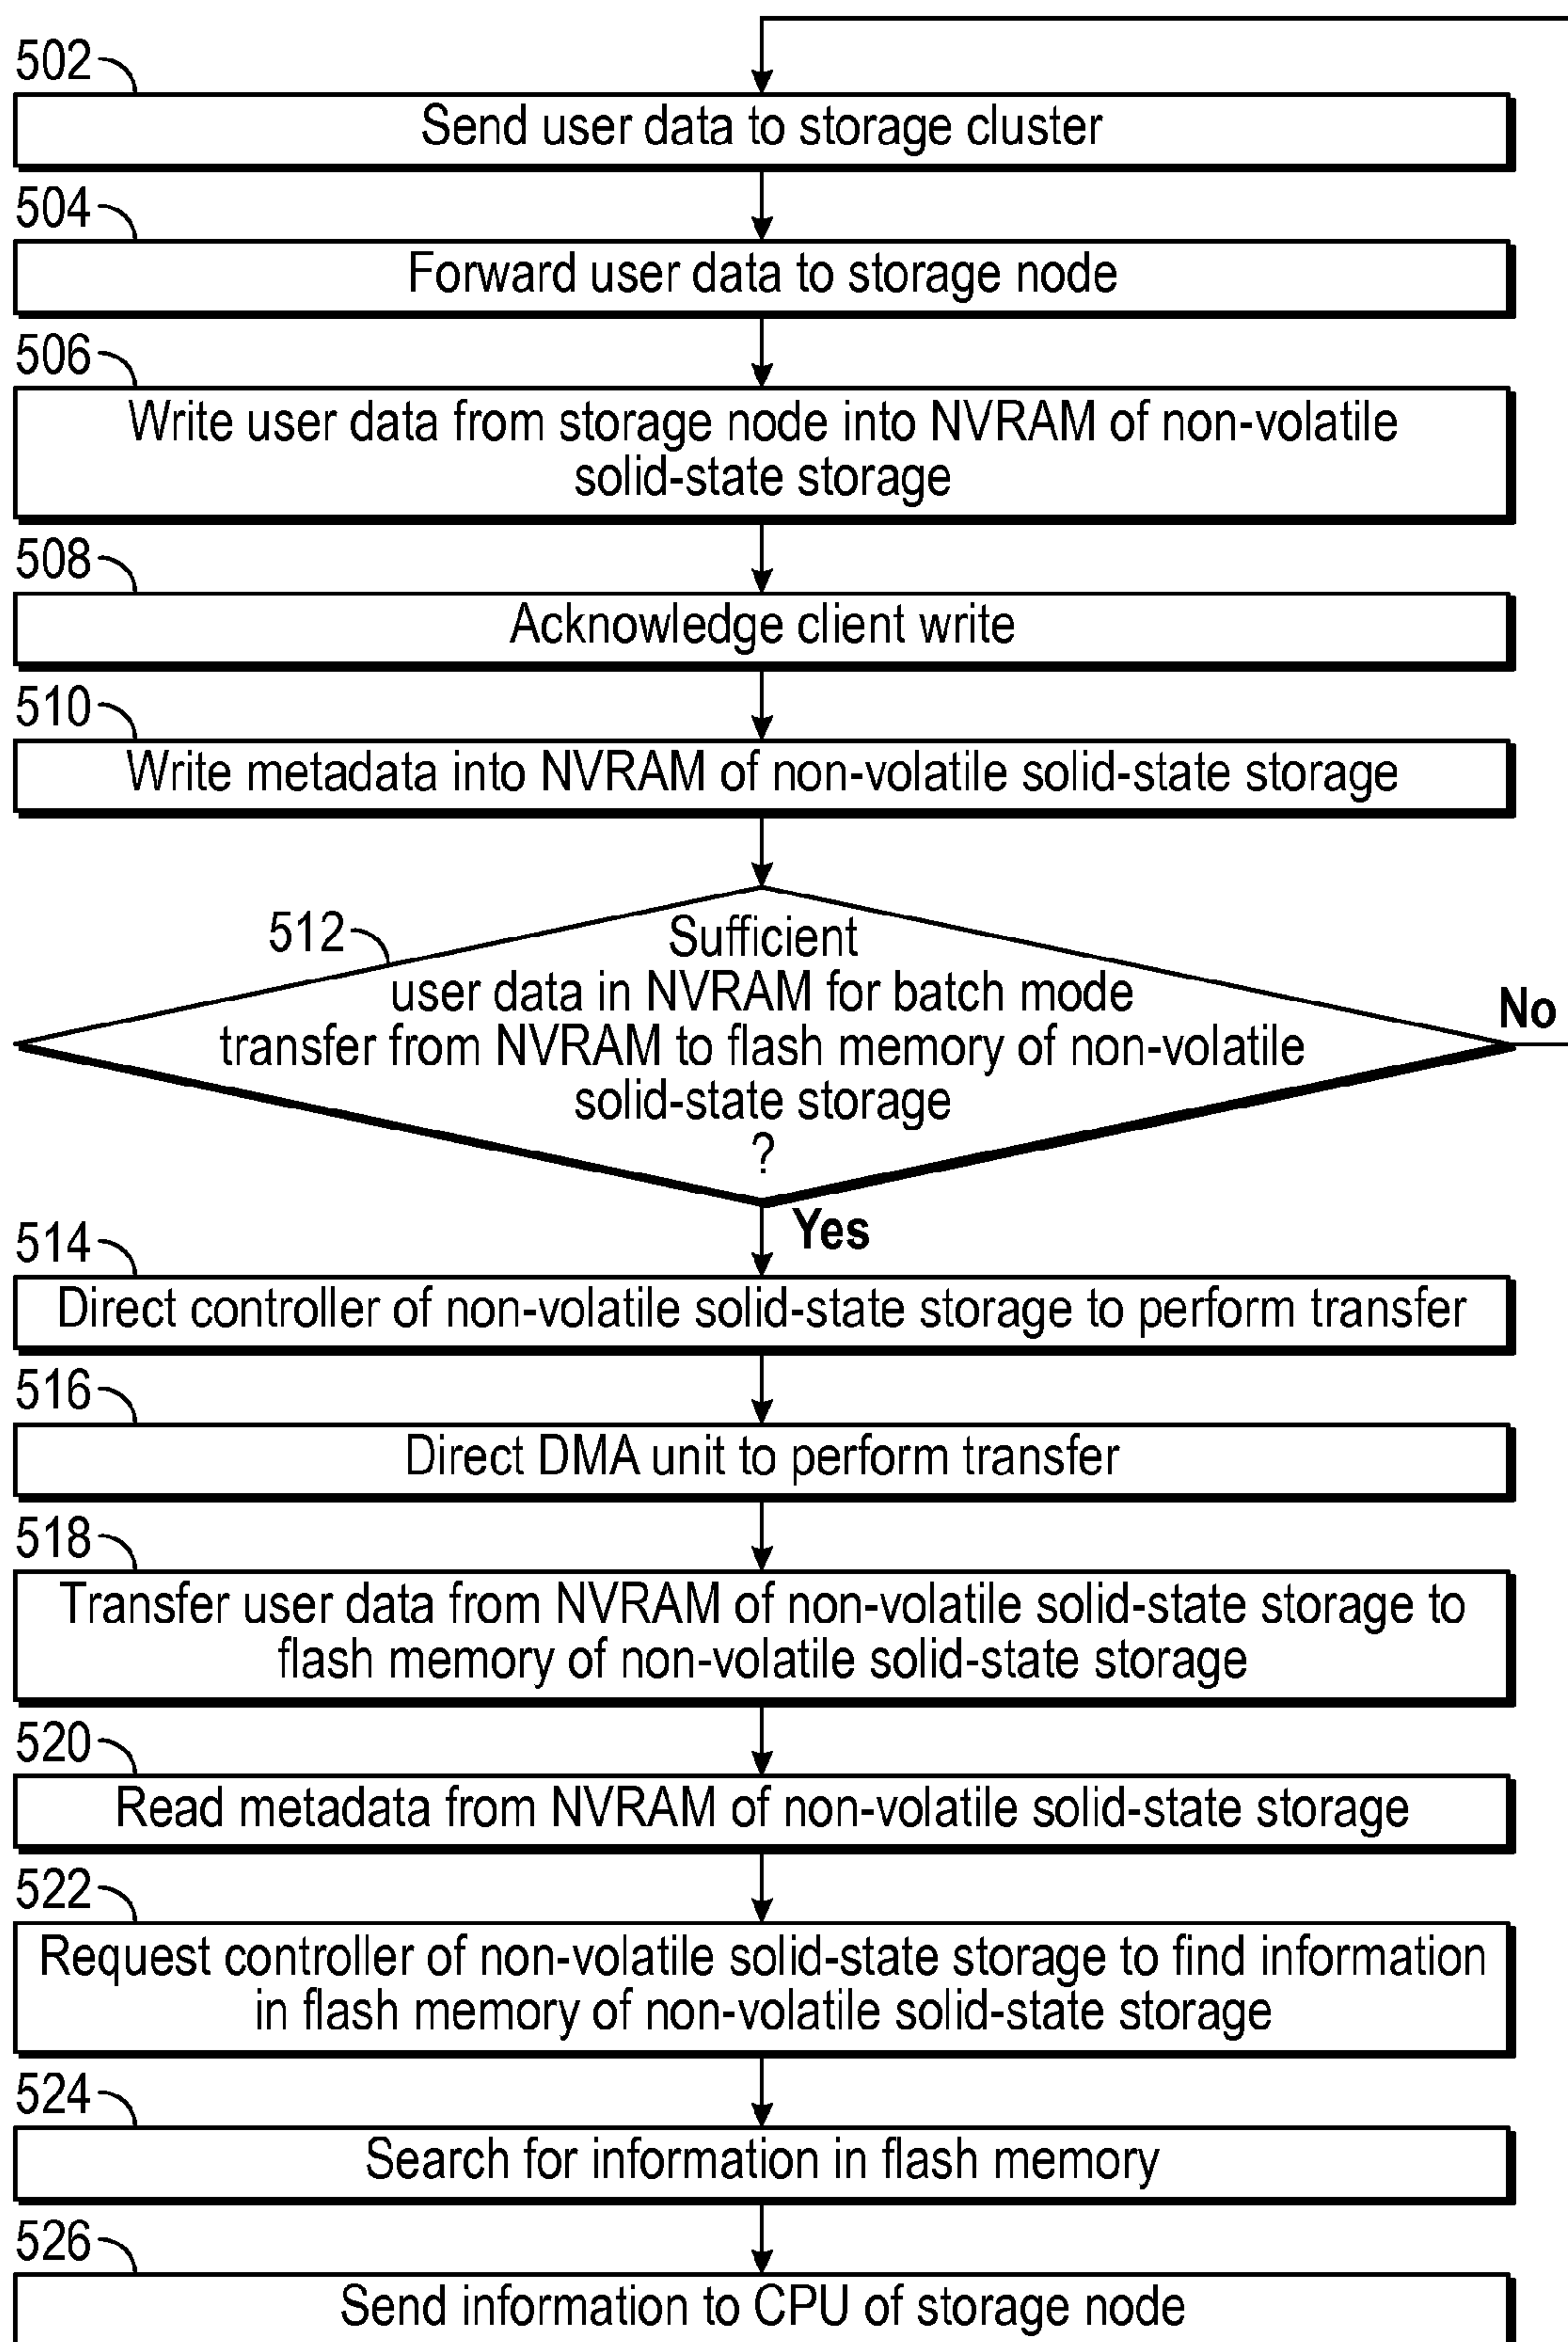 502
Send user data to storage cluster
504
Forward user data to storage node
506
Write user data from storage node into NVRAM of non-volatile
solid-state storage
508
Acknowledge client write
510
Write metadata into NVRAM of non-volatile solid-state storage
512
Sufficient
user data in NVRAM for batch mode
transfer from NVRAM to flash memory of non-volatile
solid-state storage
?
No
Yes
514
Direct controller of non-volatile solid-state storage to perform transfer
516
Direct DMA unit to perform transfer
518
Transfer user data from NVRAM of non-volatile solid-state storage to
flash memory of non-volatile solid-state storage
520
Read metadata from NVRAM of non-volatile solid-state storage
522
Request controller of non-volatile solid-state storage to find information
in flash memory of non-volatile solid-state storage
524
Search for information in flash memory
526
Send information to CPU of storage node